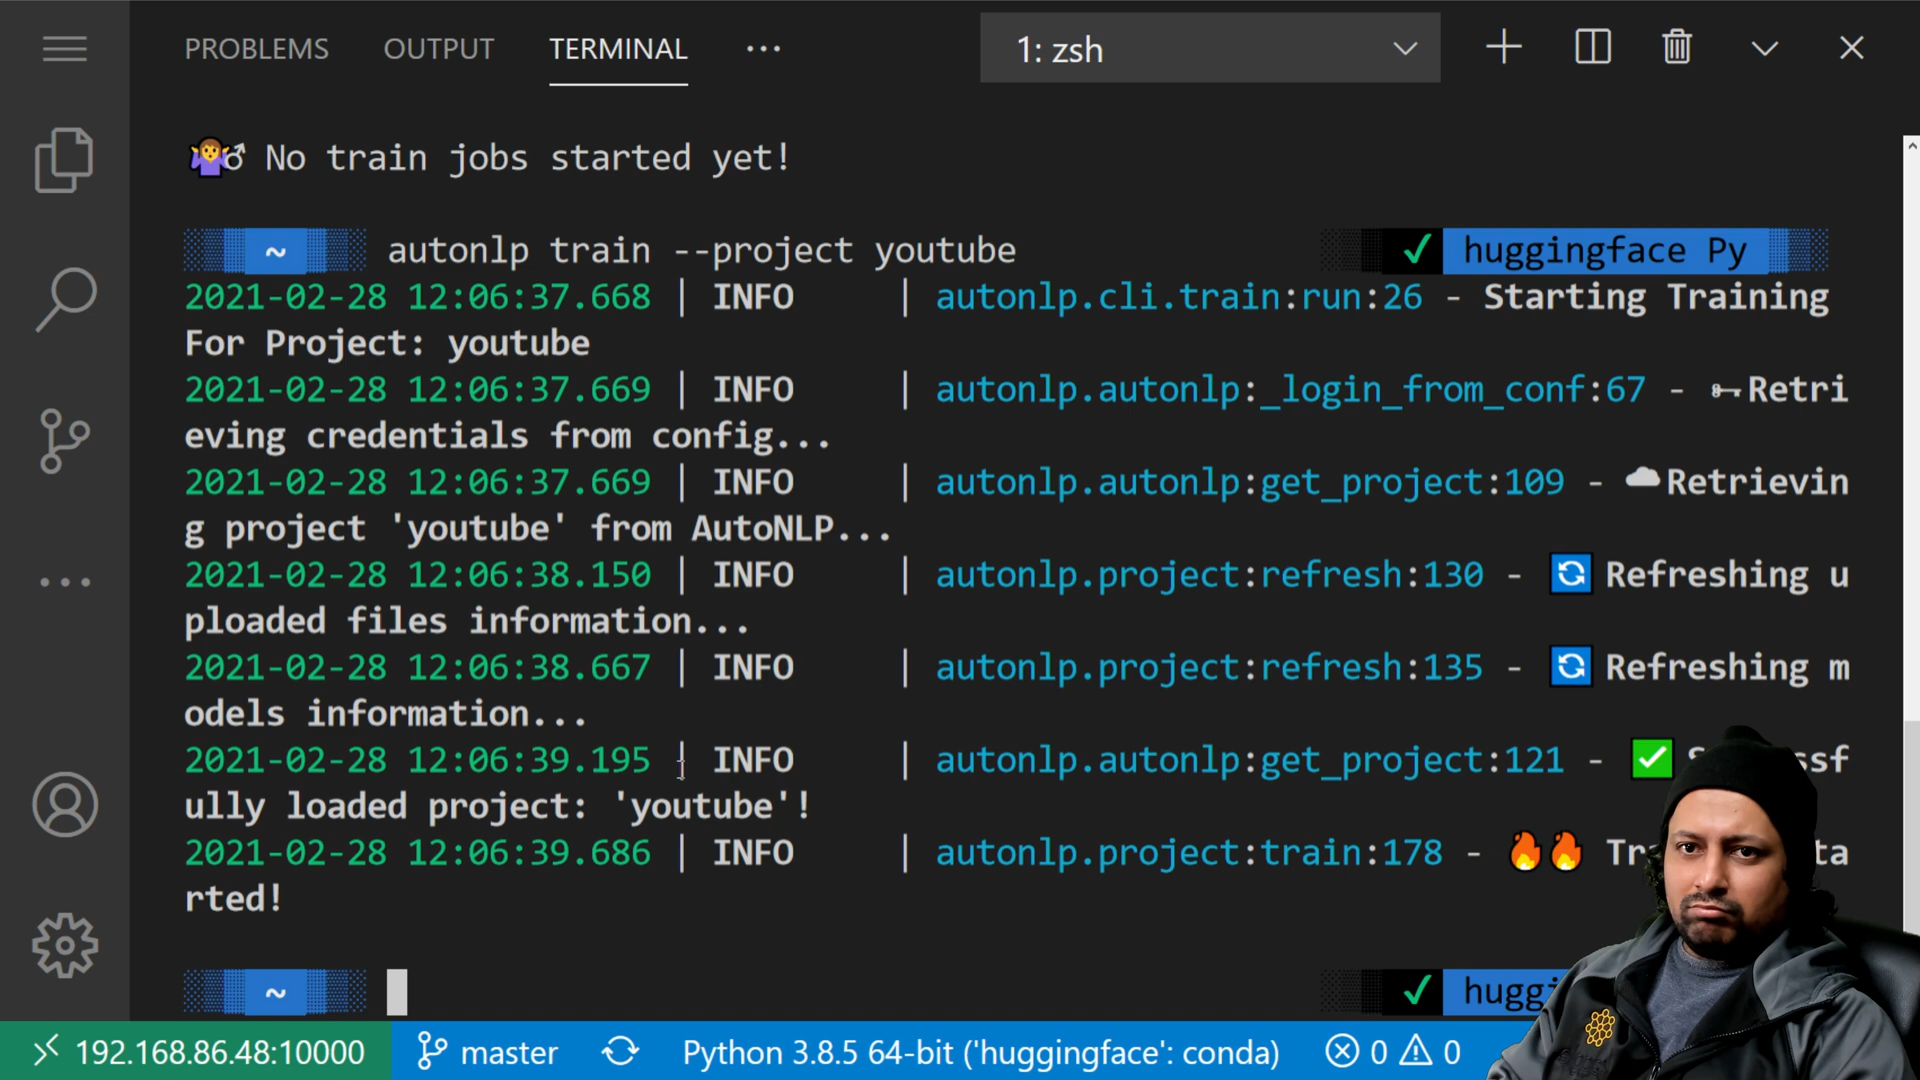 PROBLEMS OUTPUT TERMINAL ... 1: zsh
No train jobs started yet!
~ autonlp train --project youtube ✓ huggingface Py
2021-02-28 12:06:37.668 | INFO | autonlp.cli.train:run:26 - Starting Training
For Project: youtube
2021-02-28 12:06:37.669 | INFO | autonlp.autonlp:_login_from_conf:67 - Retri
eving credentials from config...
2021-02-28 12:06:37.669 | INFO | autonlp.autonlp:get_project:109 - Retrievin
g project 'youtube' from AutoNLP...
2021-02-28 12:06:38.150 | INFO | autonlp.project:refresh:130 - Refreshing u
ploaded files information...
2021-02-28 12:06:38.667 | INFO | autonlp.project:refresh:135 - Refreshing m
odels information...
2021-02-28 12:06:39.195 | INFO | autonlp.autonlp:get_project:121 - ✅ S ssf
ully loaded project: 'youtube'!
2021-02-28 12:06:39.686 | INFO | autonlp.project:train:178 - 🔥🔥 Tr ta
rted!
~ ✓ hugg
192.168.86.48:10000 master Python 3.8.5 64-bit ('huggingface': conda) 0 0